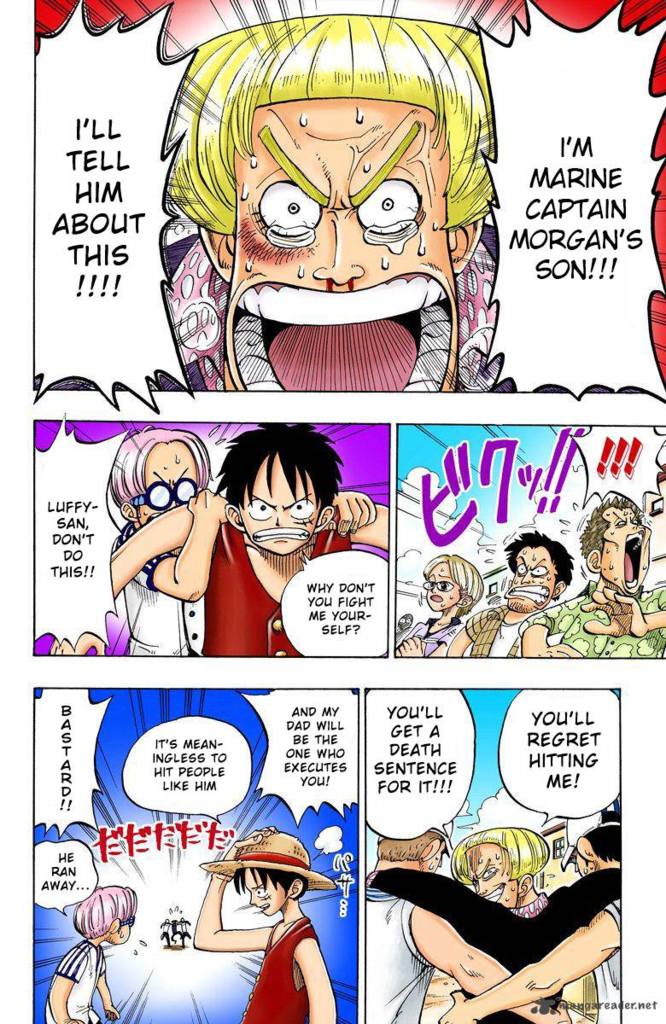 I'M
MARINE
CAPTAIN
MORGAN'S
SON!!!
I'LL
TELL
HIM
ABOUT
THIS
!!!!
!!!
ビクッ!!
WHY DON'T
YOU FIGHT
ME YOUR-
SELF?
LUFFY-
SAN,
DON'T
DO
THIS!!
YOU'LL
REGRET
HITTING
ME!
YOU'LL
GET A
DEATH
SENTENCE
FOR IT!!!
AND MY
DAD WILL
BE THE
ONE WHO
EXECUTES
YOU!
IT'S MEAN-
INGLESS TO
HIT PEOPLE
LIKE HIM
BASTARD!!
だだだだだ
パサ...
HE
RAN
AWAY...
mangareader.net